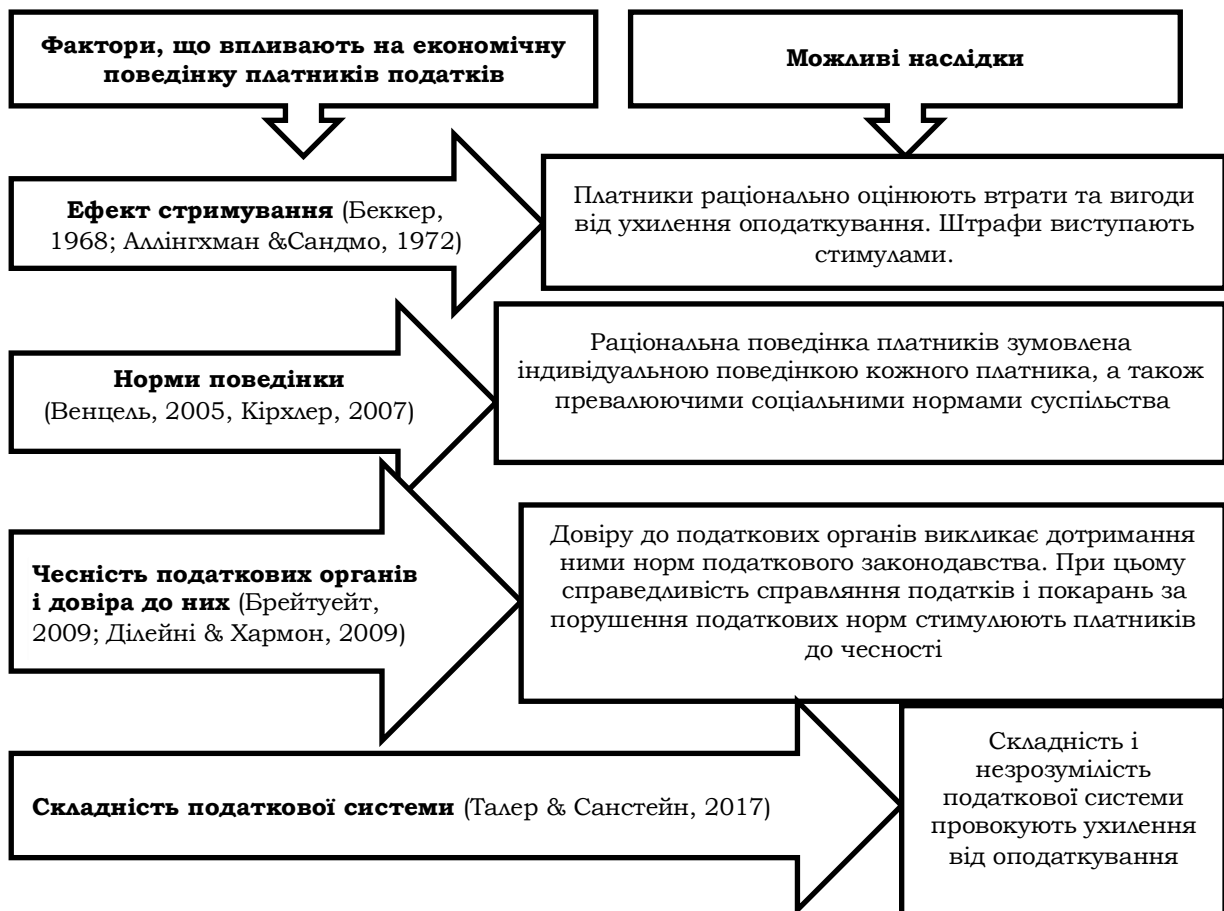 Фактори, що впливають на економічну
поведінку платників податків
Можливі наслідки
Ефект стримування (Беккер,
1968; Аллінгхман &Сандмо, 1972)
Платники раціонально оцінюють втрати та вигоди
від ухилення оподаткування. Штрафи виступають
стимулами.
Норми поведінки
(Венцель, 2005, Кірхлер, 2007)
Раціональна поведінка платників зумовлена
індивідуальною поведінкою кожного платника, а також
превалюючими соціальними нормами суспільства
Чесність податкових органів
і довіра до них (Брейтуейт,
2009; Ділейні & Хармон, 2009)
Довіру до податкових органів викликає дотримання
ними норм податкового законодавства. При цьому
справедливість справляння податків і покарань за
порушення податкових норм стимулюють платників
до чесності
Складність податкової системи (Талер & Санстейн, 2017)
Складність і
незрозумілість
податкової системи
провокують ухилення
від оподаткування